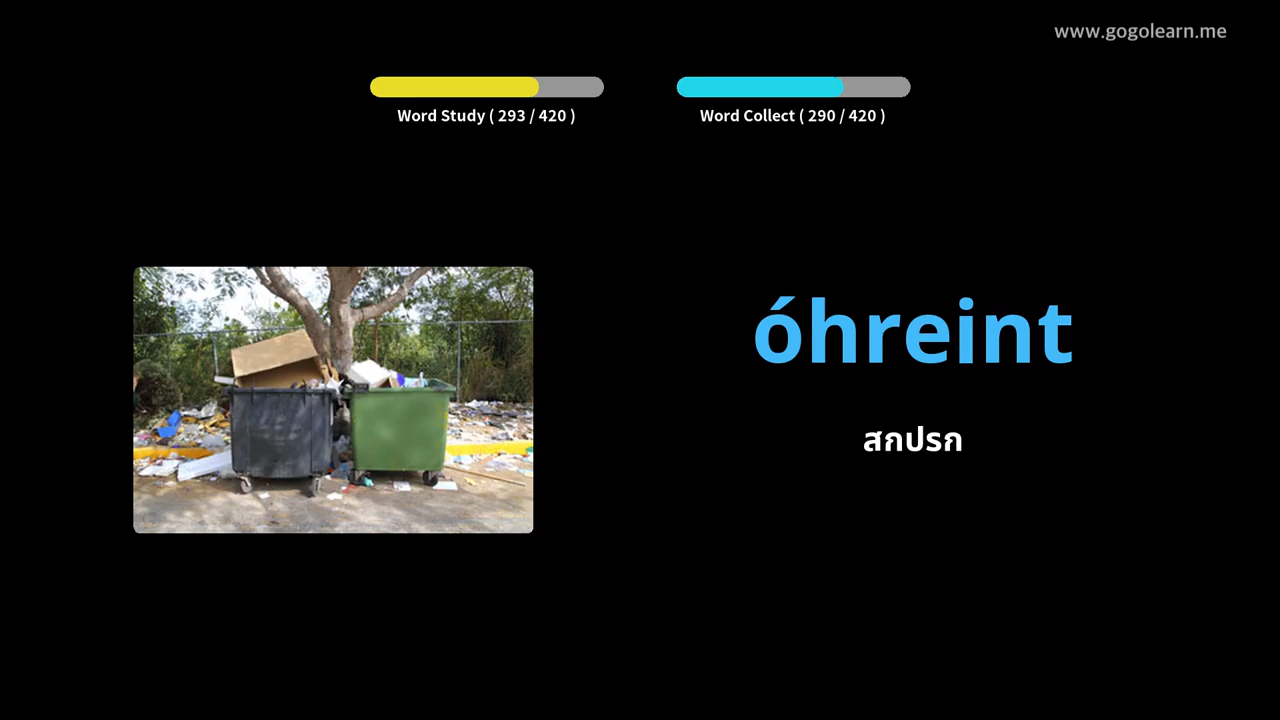 www.gogolearn.me
Word Study ( 293 / 420 )
Word Collect ( 290 / 420 )
óhreint
สกปรก